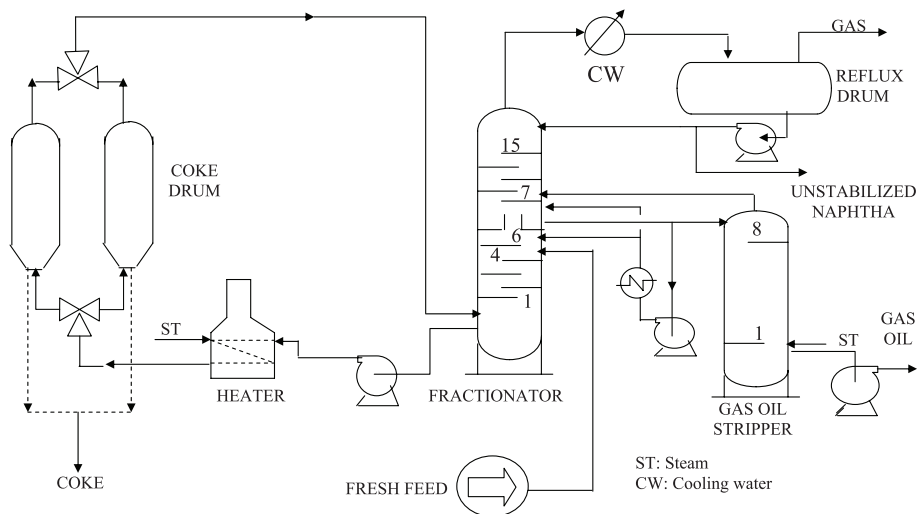 GAS
CW
REFLUX
DRUM
15
COKE
DRUM
7
UNSTABILIZED
NAPHTHA
6
8
4
1
ST
1
ST
GAS
OIL
HEATER
FRACTIONATOR
GAS OIL
STRIPPER
COKE
FRESH FEED
ST: Steam
CW: Cooling water